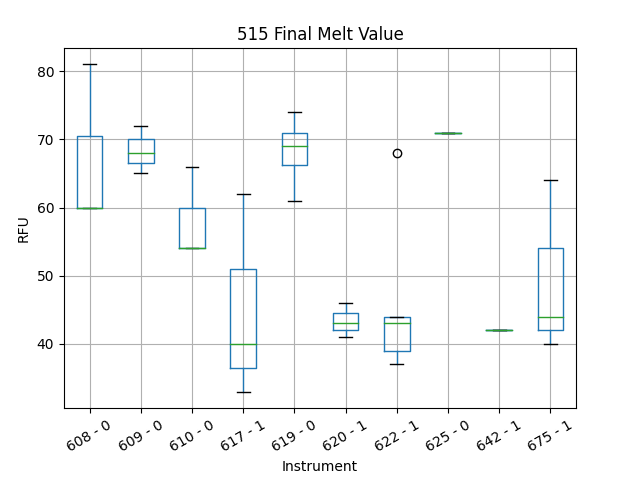 515 Final Melt Value
80
70
60
50
40
RFU
608 - 0
609 - 0
610 - 0
617 - 1
619 - 0
620 - 1
622 - 1
625 - 0
642 - 1
675 - 1
Instrument